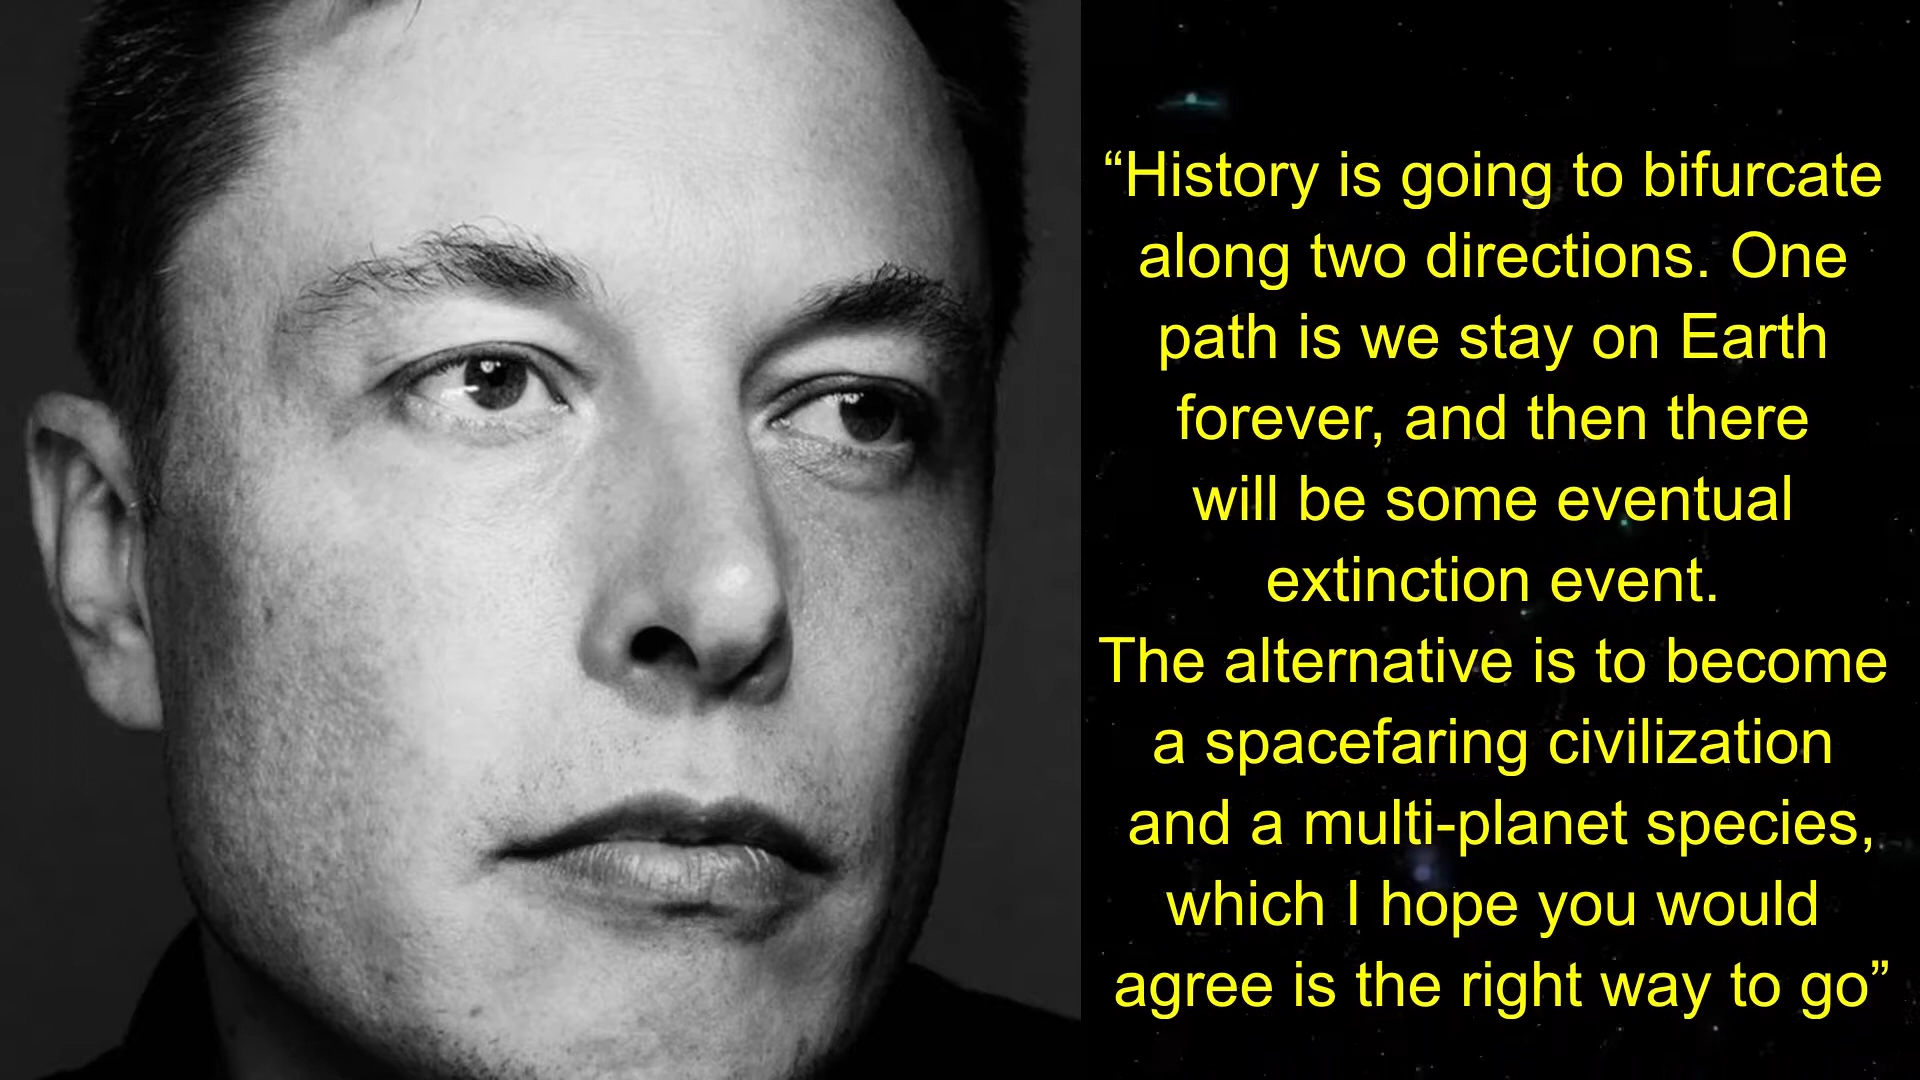 “History is going to bifurcate
along two directions. One
path is we stay on Earth
forever, and then there
will be some eventual
extinction event.
The alternative is to become
a spacefaring civilization
and a multi-planet species,
which I hope you would
agree is the right way to go”